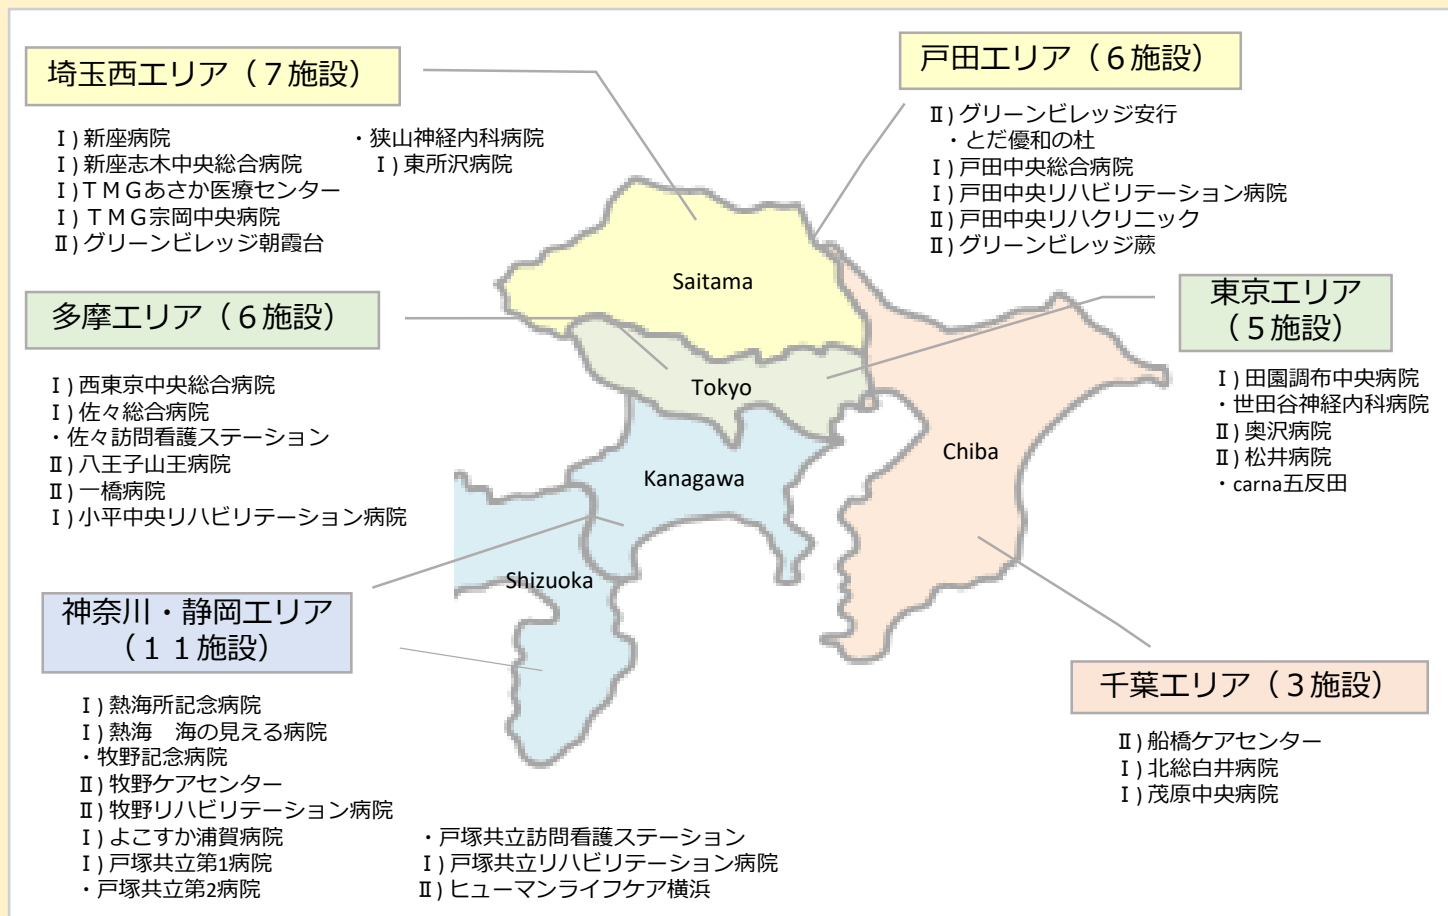 埼玉西エリア（７施設）
Ⅰ) 新座病院
Ⅰ) 新座志木中央総合病院
Ⅰ) ＴＭＧあさか医療センター
Ⅰ) ＴＭＧ宗岡中央病院
Ⅱ) グリーンビレッジ朝霞台
・狭山神経内科病院
Ⅰ) 東所沢病院
戸田エリア（６施設）
Ⅱ) グリーンビレッジ安行
・とだ優和の杜
Ⅰ) 戸田中央総合病院
Ⅰ) 戸田中央リハビリテーション病院
Ⅱ) 戸田中央リハクリニック
Ⅱ) グリーンビレッジ蕨
多摩エリア（６施設）
Ⅰ) 西東京中央総合病院
Ⅰ) 佐々総合病院
・佐々訪問看護ステーション
Ⅱ) 八王子山王病院
Ⅱ) 一橋病院
Ⅰ) 小平中央リハビリテーション病院
東京エリア
（５施設）
Ⅰ) 田園調布中央病院
・世田谷神経内科病院
Ⅱ) 奥沢病院
Ⅱ) 松井病院
・carna五反田
Saitama
Tokyo
Kanagawa
Chiba
Shizuoka
神奈川・静岡エリア
（１１施設）
Ⅰ) 熱海所記念病院
Ⅰ) 熱海　海の見える病院
・牧野記念病院
Ⅱ) 牧野ケアセンター
Ⅱ) 牧野リハビリテーション病院
Ⅰ) よこすか浦賀病院
Ⅰ) 戸塚共立第1病院
・戸塚共立第2病院
・戸塚共立訪問看護ステーション
Ⅰ) 戸塚共立リハビリテーション病院
Ⅱ) ヒューマンライフケア横浜
千葉エリア（３施設）
Ⅱ) 船橋ケアセンター
Ⅰ) 北総白井病院
Ⅰ) 茂原中央病院